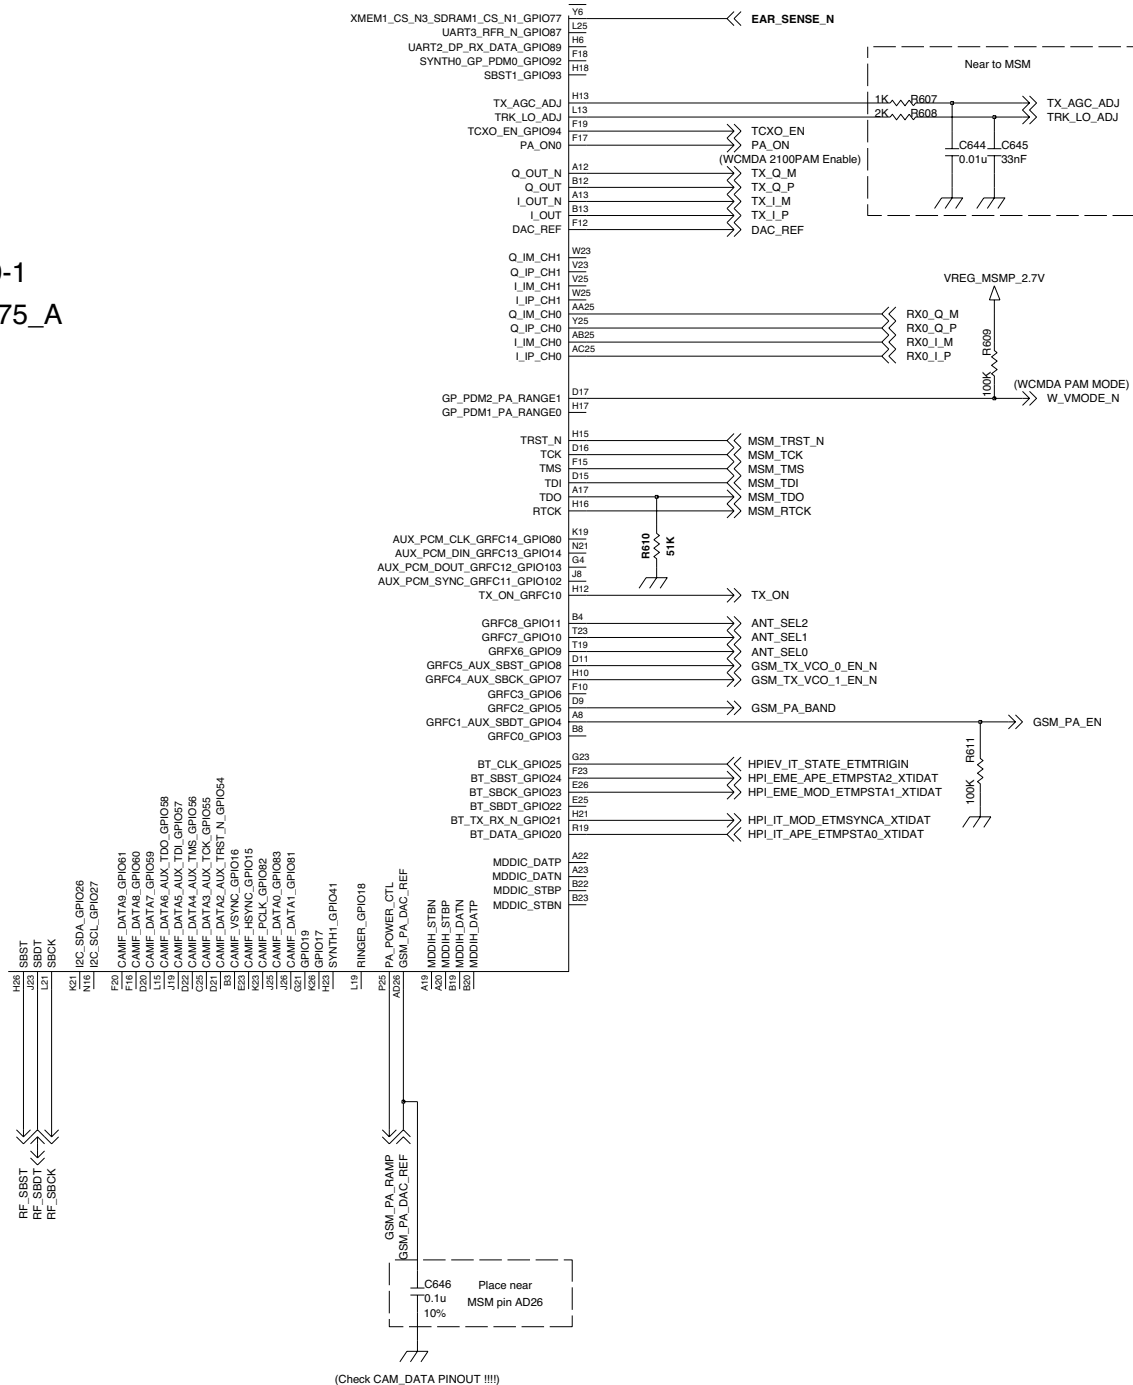 XMEM1_CS_N3_SDRAM1_CS_N1_GPIO77 Y6 EAR_SENSE_N
UART3_RFR_N_GPIO87 L25
UART2_DP_RX_DATA_GPIO89 H6
SYNTH0_GP_PDM0_GPIO92 F18
SBST1_GPIO93 H18
Near to MSM
TX_AGC_ADJ H13 1K R607 TX_AGC_ADJ
TRK_LO_ADJ L13 2K R608 TRK_LO_ADJ
TCXO_EN_GPIO94 F19 TCXO_EN
PA_ON0 F17 PA_ON
(WCMDA 2100PAM Enable)
C644 C645
0.01u 33nF
Q_OUT_N A12 TX_Q_M
Q_OUT B12 TX_Q_P
I_OUT_N A13 TX_I_M
I_OUT B13 TX_I_P
DAC_REF F12 DAC_REF
-1
75_A
Q_IM_CH1 W23
Q_IP_CH1 V23
I_IM_CH1 V25
I_IP_CH1 W25
Q_IM_CH0 AA25 RX0_Q_M
Q_IP_CH0 Y25 RX0_Q_P
I_IM_CH0 AB25 RX0_I_M
I_IP_CH0 AC25 RX0_I_P
VREG_MSMP_2.7V
R609
100K
(WCMDA PAM MODE)
GP_PDM2_PA_RANGE1 D17 W_VMODE_N
GP_PDM1_PA_RANGE0 H17
TRST_N H15 MSM_TRST_N
TCK D16 MSM_TCK
TMS F15 MSM_TMS
TDI D15 MSM_TDI
TDO A17 MSM_TDO
RTCK H16 MSM_RTCK
R610
51K
AUX_PCM_CLK_GRFC14_GPIO80 K19
AUX_PCM_DIN_GRFC13_GPIO14 N21
AUX_PCM_DOUT_GRFC12_GPIO103 G4
AUX_PCM_SYNC_GRFC11_GPIO102 J8
TX_ON_GRFC10 H12 TX_ON
GRFC8_GPIO11 B4 ANT_SEL2
GRFC7_GPIO10 T23 ANT_SEL1
GRFX6_GPIO9 T19 ANT_SEL0
GRFC5_AUX_SBST_GPIO8 D11 GSM_TX_VCO_0_EN_N
GRFC4_AUX_SBCK_GPIO7 H10 GSM_TX_VCO_1_EN_N
GRFC3_GPIO6 F10
GRFC2_GPIO5 D9 GSM_PA_BAND
GRFC1_AUX_SBDT_GPIO4 A8 GSM_PA_EN
GRFC0_GPIO3 B8
R611
100K
BT_CLK_GPIO25 G23 HPIEV_IT_STATE_ETMTRIGIN
BT_SBST_GPIO24 F23 HPI_EME_APE_ETMPSTA2_XTIDAT
BT_SBCK_GPIO23 E26 HPI_EME_MOD_ETMPSTA1_XTIDAT
BT_SBDT_GPIO22 E25
BT_TX_RX_N_GPIO21 H21 HPI_IT_MOD_ETMSYNCA_XTIDAT
BT_DATA_GPIO20 R19 HPI_IT_APE_ETMPSTA0_XTIDAT
MDDIC_DATP A22
MDDIC_DATN A23
MDDIC_STBP B22
MDDIC_STBN B23
SBST H26 RF_SBST
SBDT J23 RF_SBDT
SBCK L21 RF_SBCK
I2C_SDA_GPIO26 K21
I2C_SCL_GPIO27 N16
CAMIF_DATA9_GPIO61 F20
CAMIF_DATA8_GPIO60 F16
CAMIF_DATA7_GPIO59 D20
CAMIF_DATA6_AUX_TDO_GPIO58 L15
CAMIF_DATA5_AUX_TDI_GPIO57 J19
CAMIF_DATA4_AUX_TMS_GPIO56 D22
CAMIF_DATA3_AUX_TCK_GPIO55 C25
CAMIF_DATA2_AUX_TRST_N_GPIO54 D21
CAMIF_VSYNC_GPIO16 B3
CAMIF_HSYNC_GPIO15 E23
CAMIF_PCLK_GPIO82 K23
CAMIF_DATA0_GPIO83 J25
CAMIF_DATA1_GPIO81 J26
GPIO19 G21
GPIO17 K26
SYNTH1_GPIO41 H23
RINGER_GPIO18 L19
PA_POWER_CTL P25 GSM_PA_RAMP
GSM_PA_DAC_REF AD26 GSM_PA_DAC_REF
MDDIH_STBN A19
MDDIH_STBP A20
MDDIH_DATN B19
MDDIH_DATP B20
C646
0.1u
10%
Place near
MSM pin AD26
(Check CAM_DATA PINOUT !!!!)